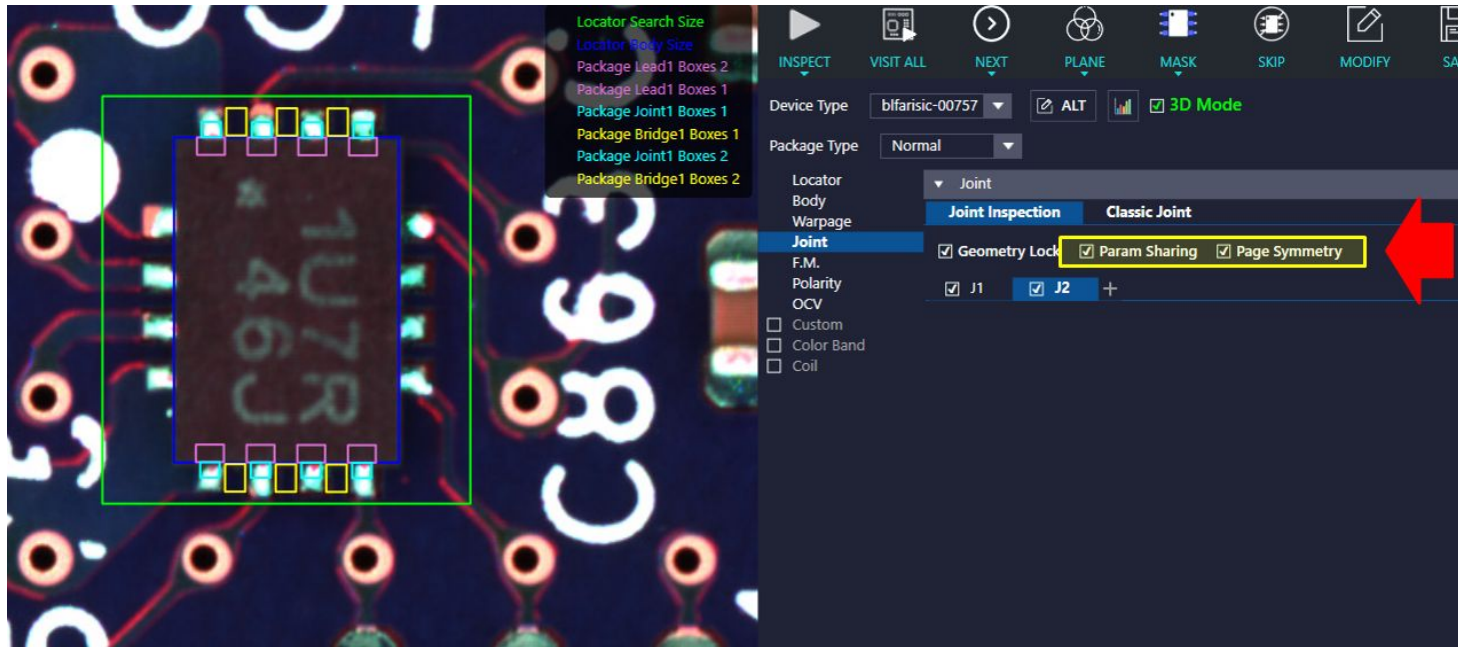 Locator Search Size
Locator Body Size
Package Lead1 Boxes 2
Package Lead1 Boxes 1
Package Joint1 Boxes 1
Package Bridge1 Boxes 1
Package Joint1 Boxes 2
Package Bridge1 Boxes 2
1U7R
46J
C893
INSPECT
VISIT ALL
NEXT
PLANE
MASK
SKIP
MODIFY
Device Type
blfarisic-00757
ALT
3D Mode
Package Type
Normal
Locator
Body
Warpage
Joint
F.M.
Polarity
OCV
Custom
Color Band
Coil
Joint
Joint Inspection
Classic Joint
Geometry Lock
Param Sharing
Page Symmetry
J1
J2